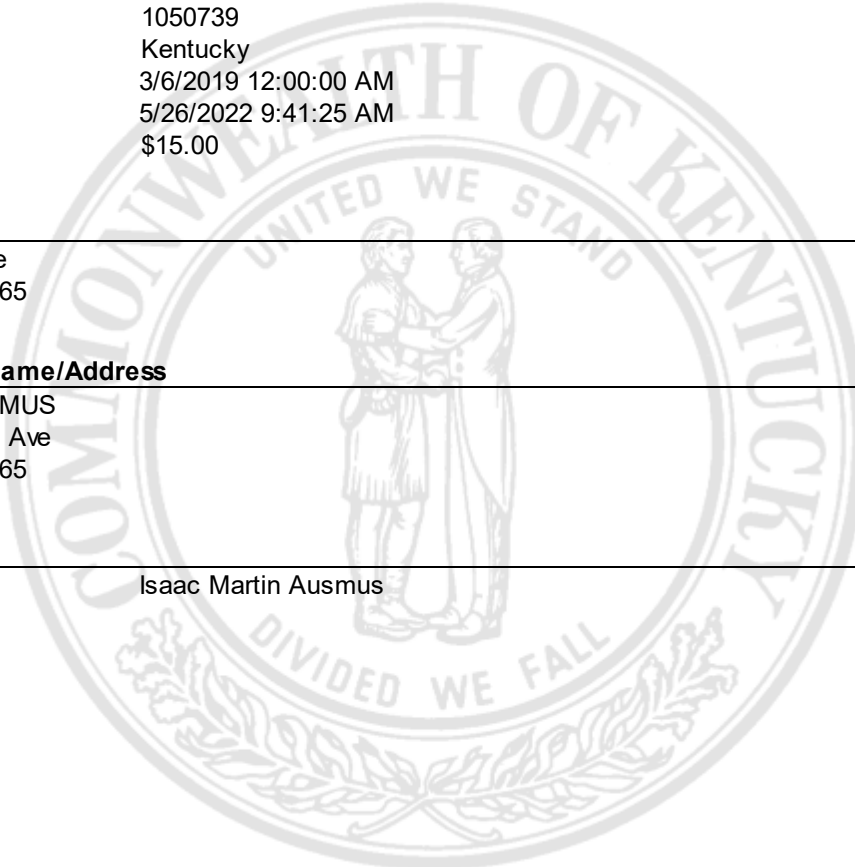 1050739
Kentucky
3/6/2019 12:00:00 AM
5/26/2022 9:41:25 AM
$15.00
COMMONWEALTH OF KENTUCKY
UNITED WE STAND
e
65
ame/Address
MUS
Ave
65
Isaac Martin Ausmus
DIVIDED WE FALL